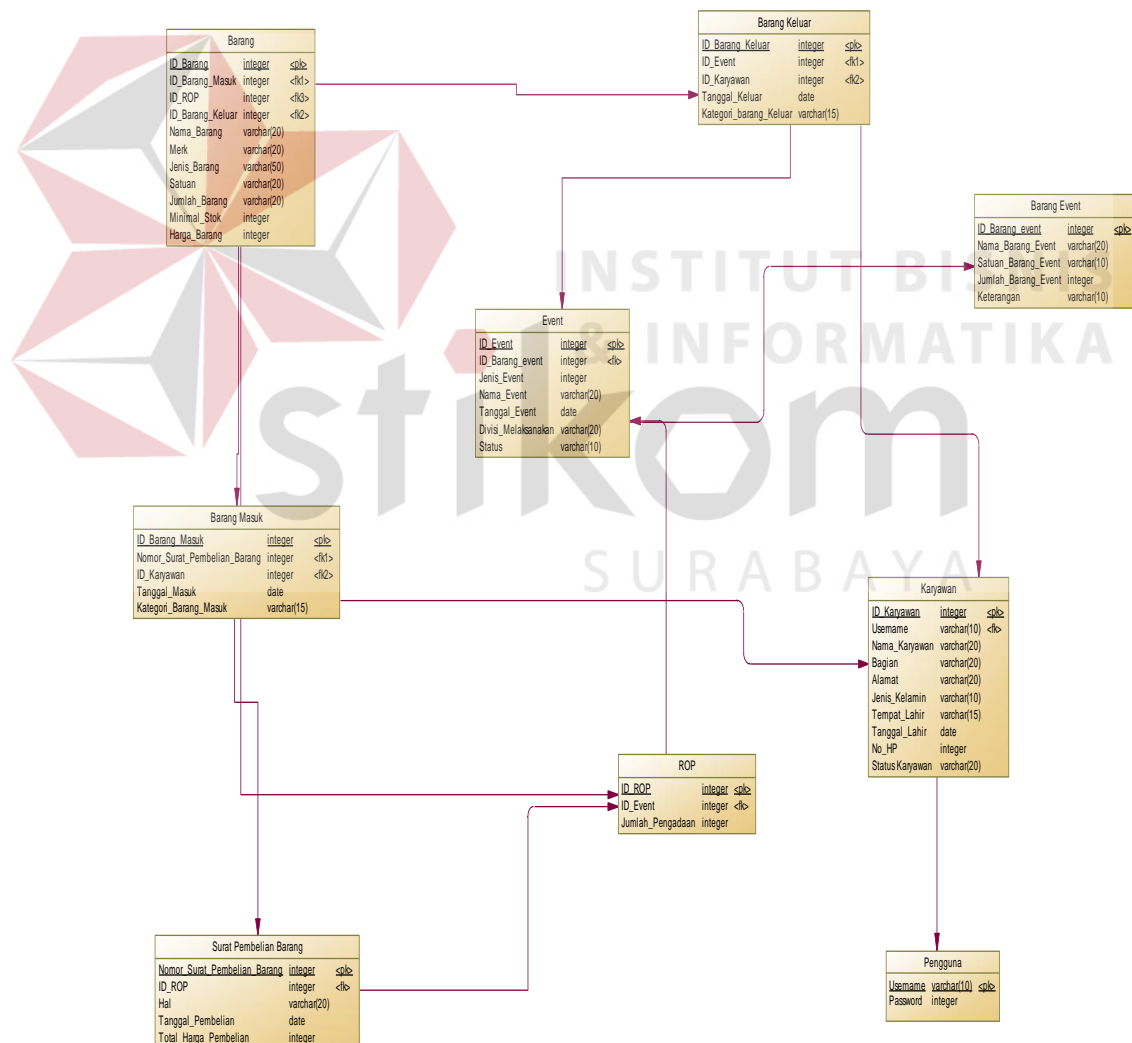 Barang
ID_Barang integer <pk>
ID_Barang_Masuk integer <fk1>
ID_ROP integer <fk3>
ID_Barang_Keluar integer <fk2>
Nama_Barang varchar(20)
Merk varchar(20)
Jenis_Barang varchar(50)
Satuan varchar(20)
Jumlah_Barang varchar(20)
Minimal_Stok integer
Harga_Barang integer
Barang Keluar
ID_Barang_Keluar integer <pk>
ID_Event integer <fk1>
ID_Karyawan integer <fk2>
Tanggal_Keluar date
Kategori_barang_Keluar varchar(15)
Barang Event
ID_Barang_event integer <pk>
Nama_Barang_Event varchar(20)
Satuan_Barang_Event varchar(10)
Jumlah_Barang_Event integer
Keterangan varchar(10)
INSTITUT BISNIS
& INFORMATIKA
stikom
SURABAYA
Event
ID_Event integer <pk>
ID_Barang_event integer <fk>
Jenis_Event integer
Nama_Event varchar(20)
Tanggal_Event date
Divisi_Melaksanakan varchar(20)
Status varchar(10)
Barang Masuk
ID_Barang_Masuk integer <pk>
Nomor_Surat_Pembelian_Barang integer <fk1>
ID_Karyawan integer <fk2>
Tanggal_Masuk date
Kategori_Barang_Masuk varchar(15)
Karyawan
ID_Karyawan integer <pk>
Username varchar(10) <fk>
Nama_Karyawan varchar(20)
Bagian varchar(20)
Alamat varchar(20)
Jenis_Kelamin varchar(10)
Tempat_Lahir varchar(15)
Tanggal_Lahir date
No_HP integer
Status Karyawan varchar(20)
ROP
ID_ROP integer <pk>
ID_Event integer <fk>
Jumlah_Pengadaan integer
Surat Pembelian Barang
Nomor_Surat_Pembelian_Barang integer <pk>
ID_ROP integer <fk>
Hal varchar(20)
Tanggal_Pembelian date
Total_Harga_Pembelian integer
Pengguna
Username varchar(10) <pk>
Password integer